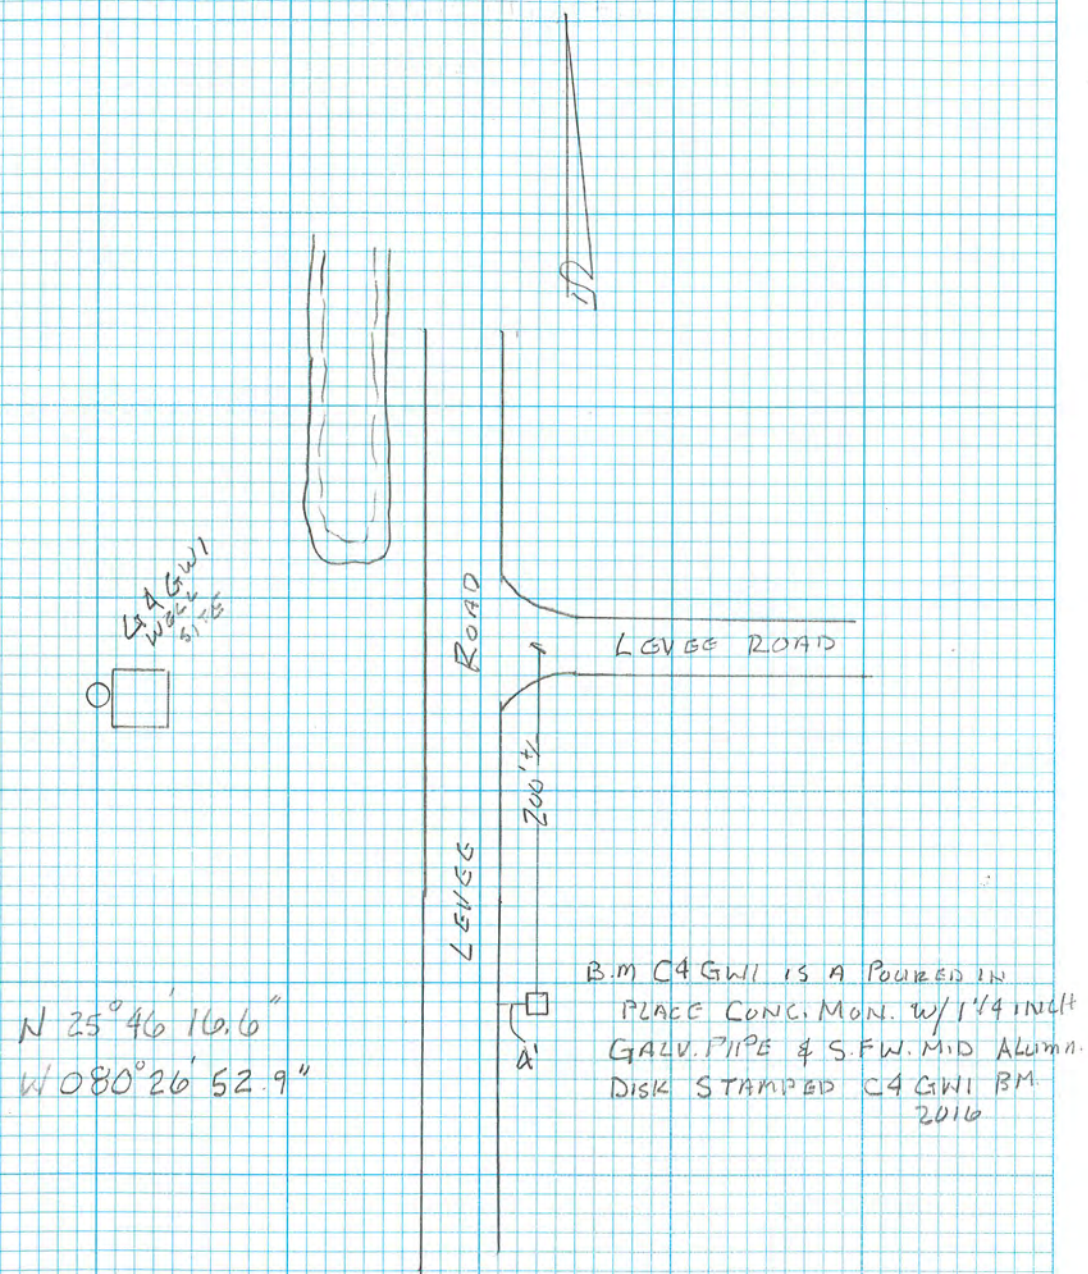 G4 GW1
WELL
SITE
ROAD
LEVEE ROAD
200'±
LEVEE
B.M C4 GW1 IS A POURED IN
PLACE CONC. MON. W/ 1 1/4 INCH
GALV. PIPE & S.F.W.M.D ALUMN.
DISK STAMPED C4 GW1 BM
2016
N 25° 46' 16.6"
W 080° 26' 52.9"